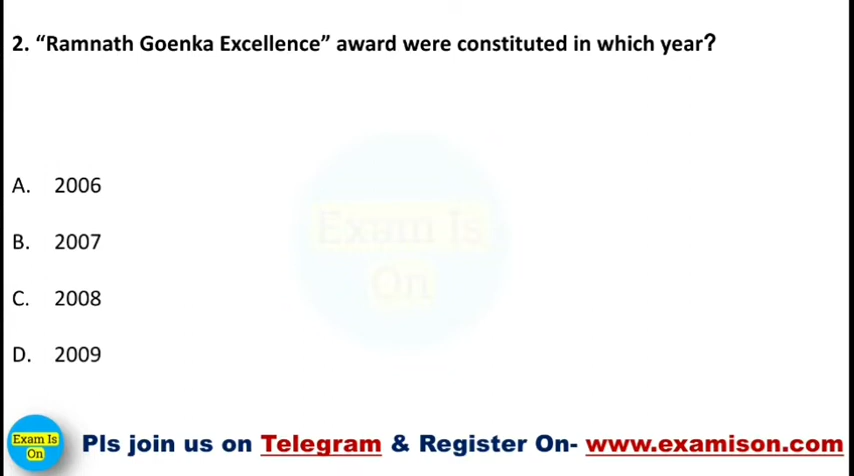 2. “Ramnath Goenka Excellence” award were constituted in which year?
A. 2006
Exam Is
B. 2007
On
C. 2008
D. 2009
Exam Is
On
Pls join us on Telegram & Register On- www.examison.com